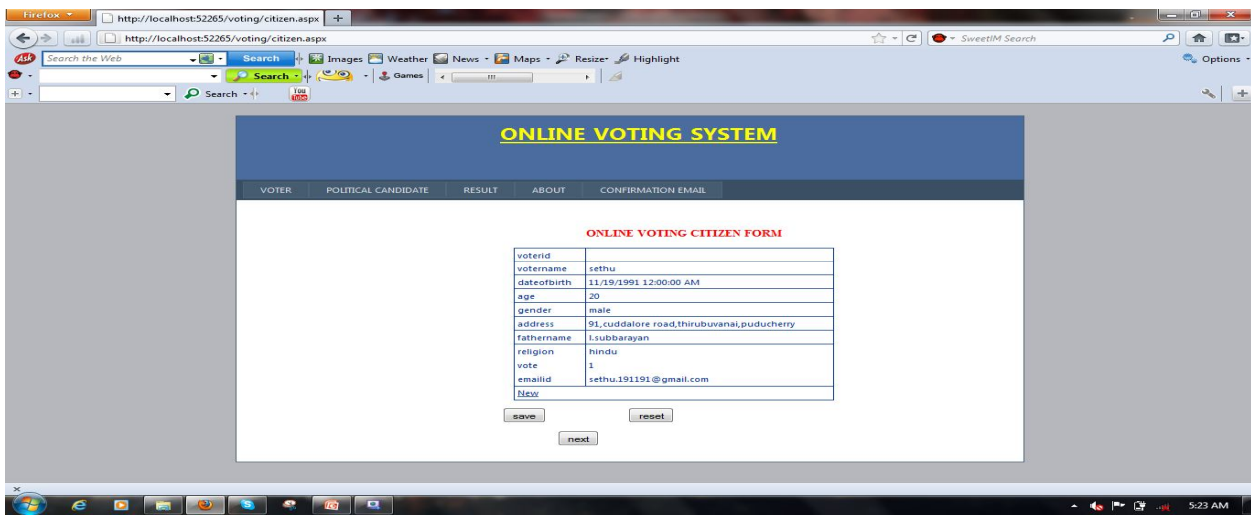 Firefox
http://localhost:52265/voting/citizen.aspx +
http://localhost:52265/voting/citizen.aspx SweetIM Search
Ask Search the Web Search Images Weather News Maps Resizer Highlight Options
Search Games
+ Search You Tube
ONLINE VOTING SYSTEM
VOTER POLITICAL CANDIDATE RESULT ABOUT CONFIRMATION EMAIL
ONLINE VOTING CITIZEN FORM
voterid
votername sethu
dateofbirth 11/19/1991 12:00:00 AM
age 20
gender male
address 91,cuddalore road,thirubuvanai,puducherry
fathername l.subbarayan
religion hindu
vote 1
emailid sethu.191191@gmail.com
New
save reset
next
5:23 AM